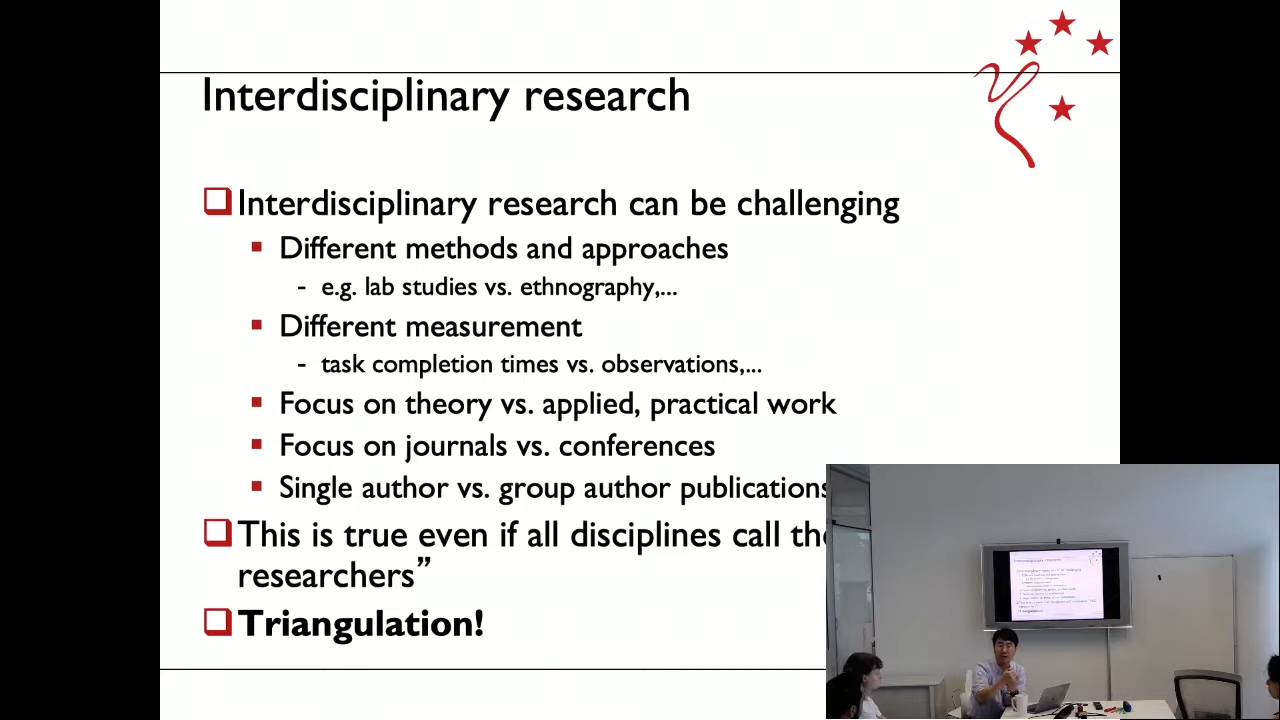 Interdisciplinary research
Interdisciplinary research can be challenging
Different methods and approaches
- e.g. lab studies vs. ethnography,...
Different measurement
- task completion times vs. observations,...
Focus on theory vs. applied, practical work
Focus on journals vs. conferences
Single author vs. group author publications
This is true even if all disciplines call
researchers”
Triangulation!